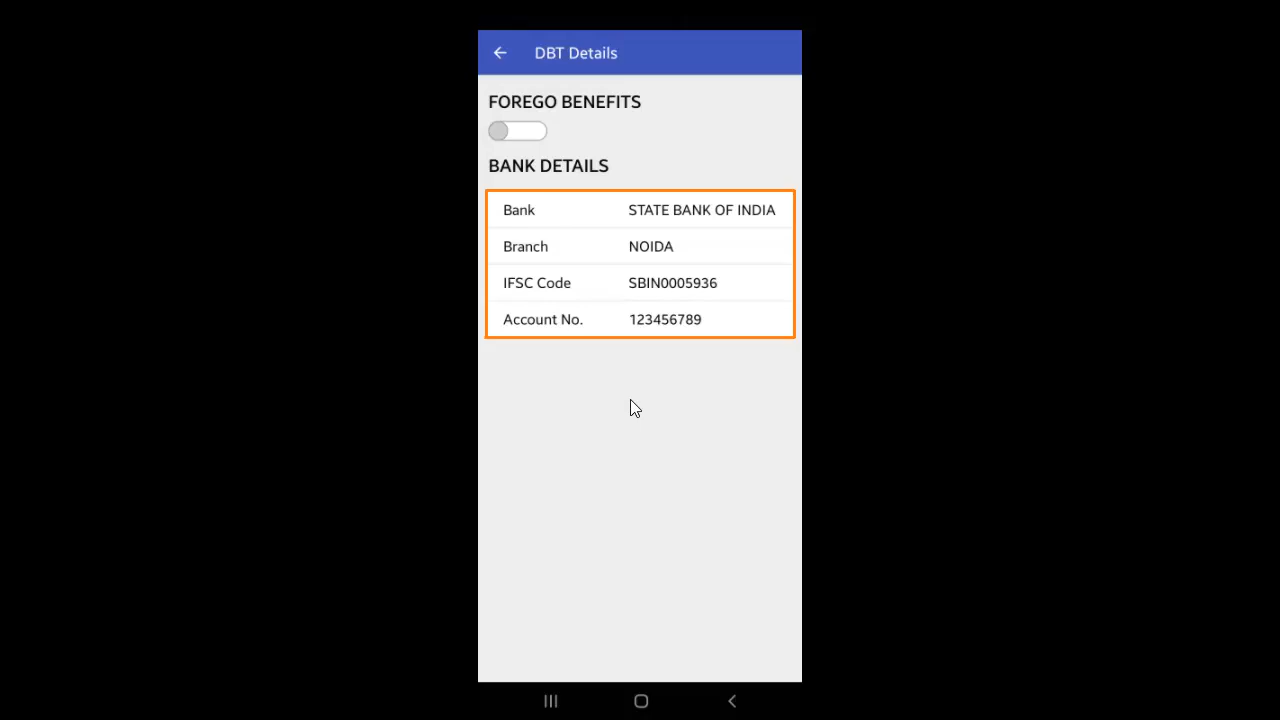 DBT Details
FOREGO BENEFITS
BANK DETAILS
Bank STATE BANK OF INDIA
Branch NOIDA
IFSC Code SBIN0005936
Account No. 123456789